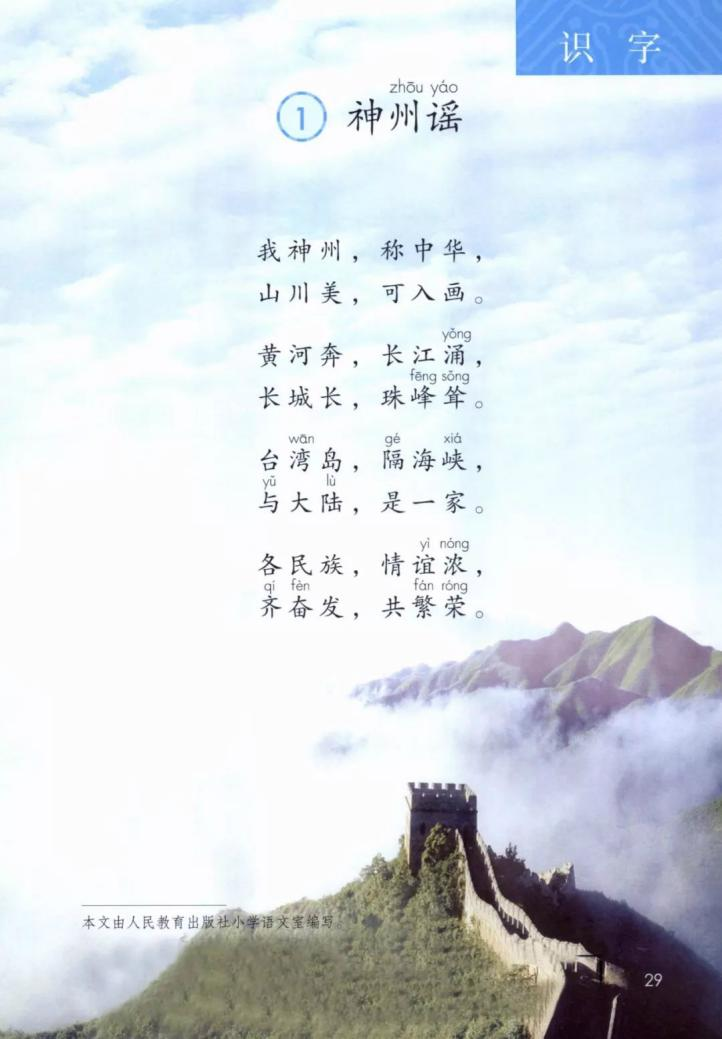 识字
zhōu yáo
1 神州谣
我神州，称中华，
山川美，可入画。
yǒng
黄河奔，长江涌，
fēng sǒng
长城长，珠峰耸。
wān gé xiá
台湾岛，隔海峡，
yǔ lù
与大陆，是一家。
yì nóng
各民族，情谊浓，
qí fèn fán róng
齐奋发，共繁荣。
本文由人民教育出版社小学语文室编写。
29